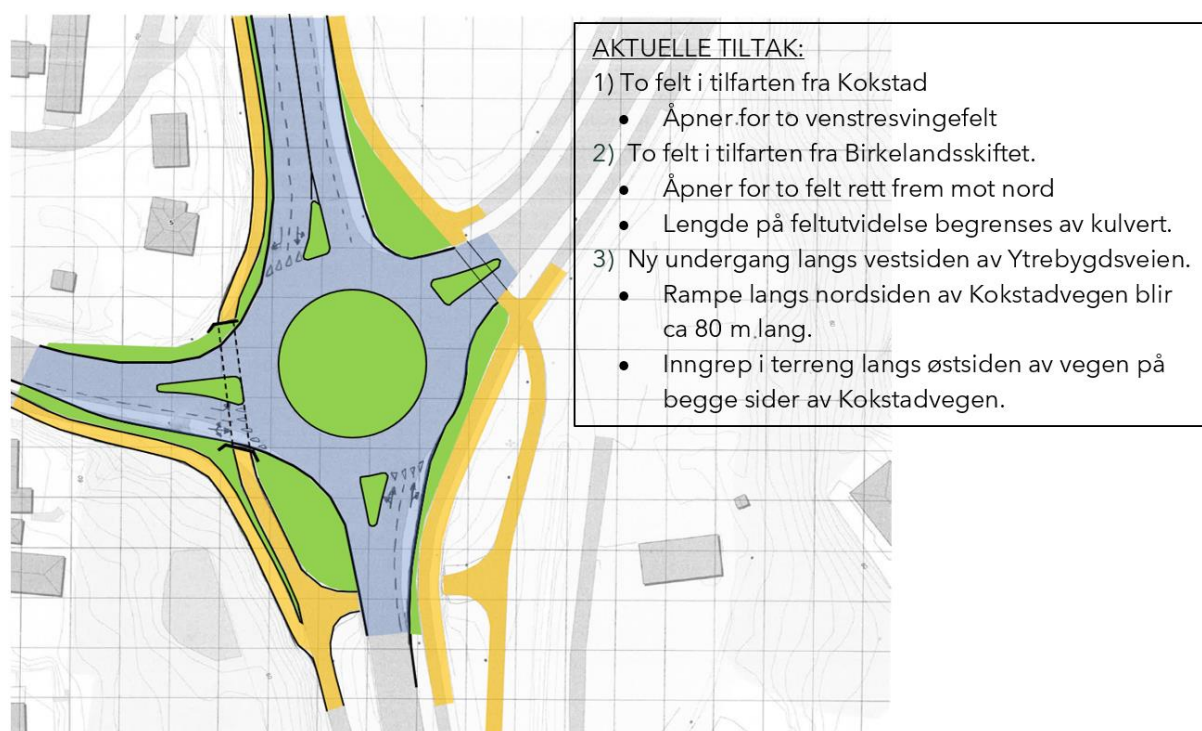 AKTUELLE TILTAK:
1) To felt i tilfarten fra Kokstad
• Åpner for to venstresvingefelt
2) To felt i tilfarten fra Birkelandsskiftet.
• Åpner for to felt rett frem mot nord
• Lengde på feltutvidelse begrenses av kulvert.
3) Ny undergang langs vestsiden av Ytrebygdsveien.
• Rampe langs nordsiden av Kokstadvegen blir
ca 80 m lang.
• Inngrep i terreng langs østsiden av vegen på
begge sider av Kokstadvegen.